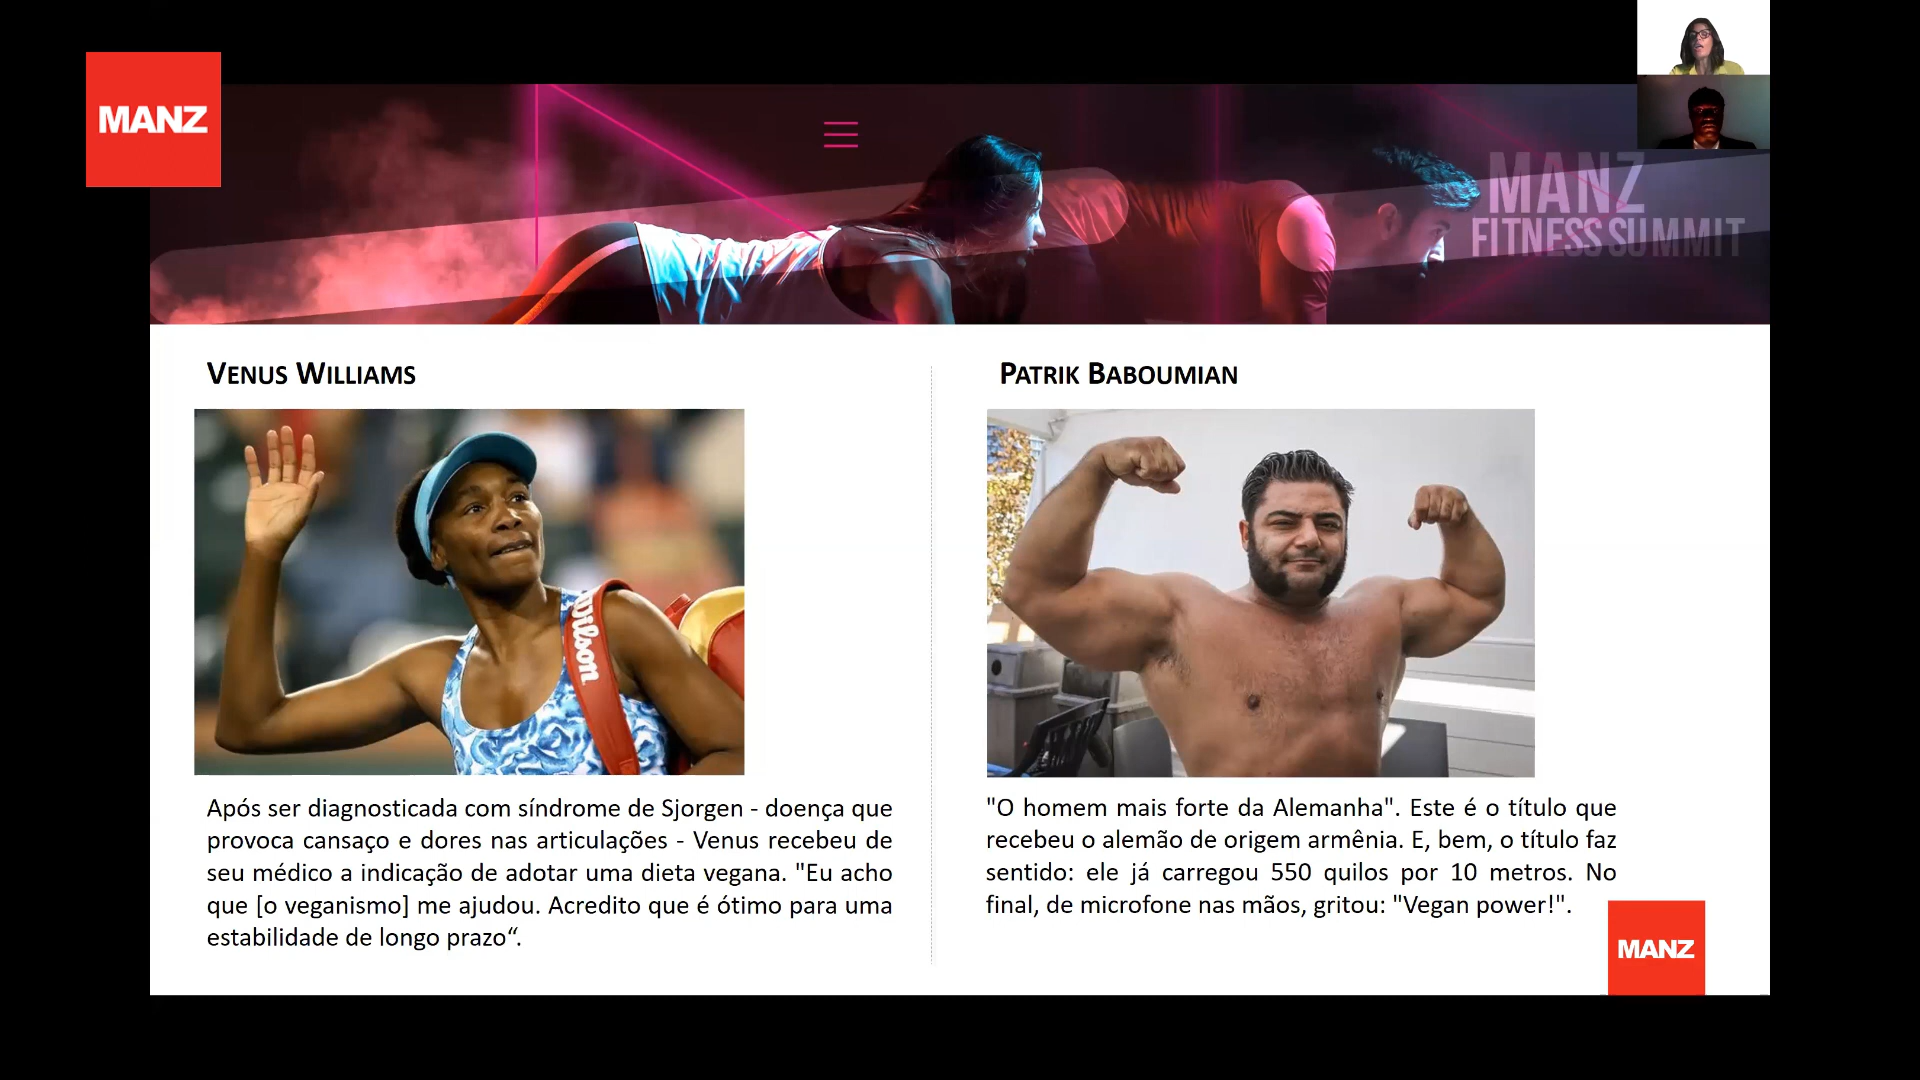 MANZ
MANZ
FITNESS SUMMIT
VENUS WILLIAMS
Wilson
Após ser diagnosticada com síndrome de Sjorgen - doença que
provoca cansaço e dores nas articulações - Venus recebeu de
seu médico a indicação de adotar uma dieta vegana. "Eu acho
que [o veganismo] me ajudou. Acredito que é ótimo para uma
estabilidade de longo prazo“.
PATRIK BABOUMIAN
"O homem mais forte da Alemanha". Este é o título que
recebeu o alemão de origem armênia. E, bem, o título faz
sentido: ele já carregou 550 quilos por 10 metros. No
final, de microfone nas mãos, gritou: "Vegan power!".
MANZ